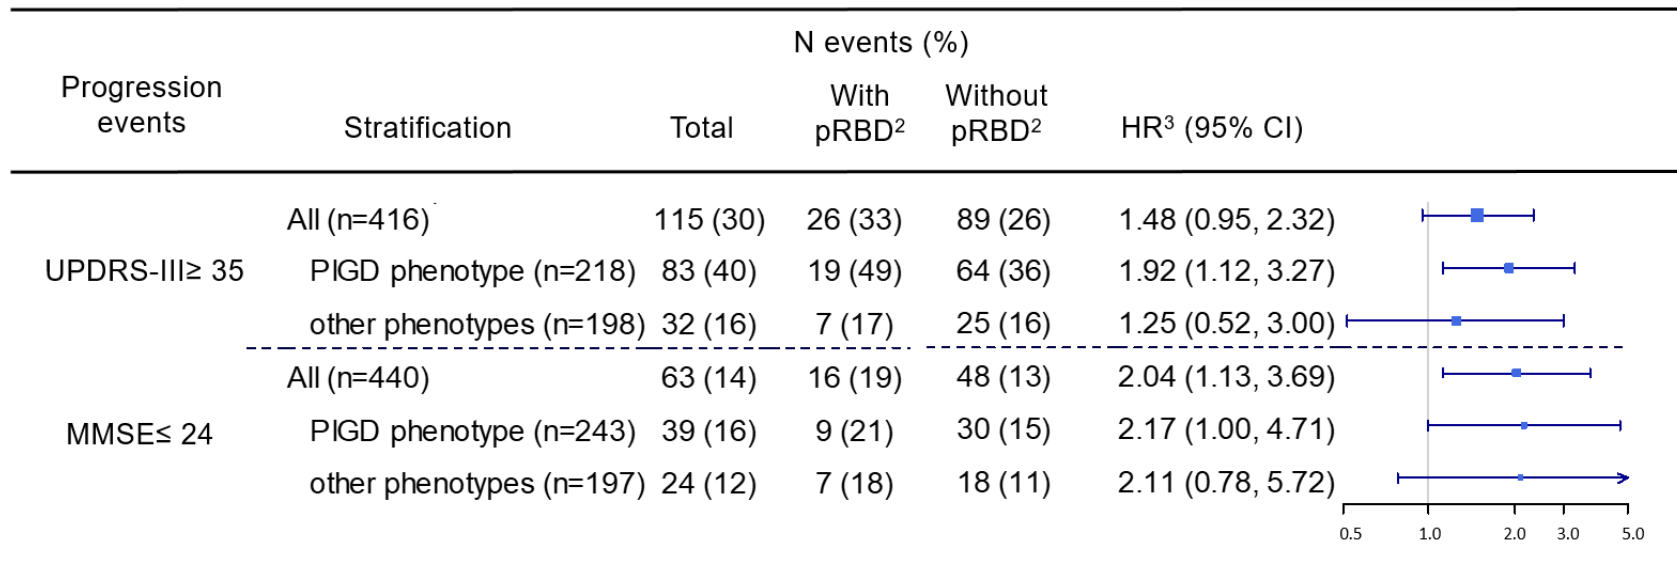 N events (%)
Progression events Stratification Total With pRBD² Without pRBD² HR³ (95% CI)
All (n=416) 115 (30) 26 (33) 89 (26) 1.48 (0.95, 2.32)
UPDRS-III≥ 35 PIGD phenotype (n=218) 83 (40) 19 (49) 64 (36) 1.92 (1.12, 3.27)
other phenotypes (n=198) 32 (16) 7 (17) 25 (16) 1.25 (0.52, 3.00)
All (n=440) 63 (14) 16 (19) 48 (13) 2.04 (1.13, 3.69)
MMSE≤ 24 PIGD phenotype (n=243) 39 (16) 9 (21) 30 (15) 2.17 (1.00, 4.71)
other phenotypes (n=197) 24 (12) 7 (18) 18 (11) 2.11 (0.78, 5.72)
0.5 1.0 2.0 3.0 5.0